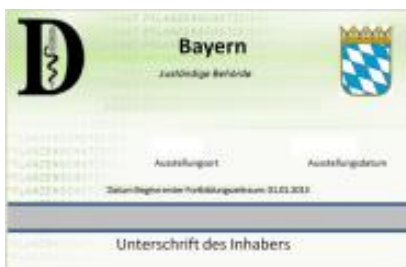 D
Bayern
zuständige Behörde
Ausstellungsort Ausstellungsdatum
Datum Beginn erster Fortbildungszeitraum: 01.01.2013
Unterschrift des Inhabers